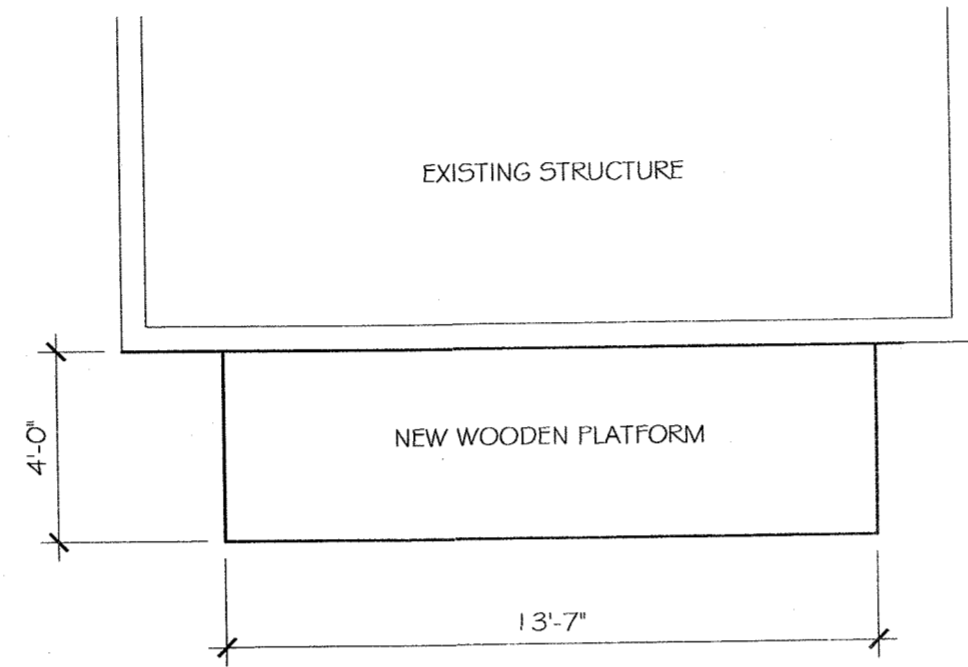 EXISTING STRUCTURE
NEW WOODEN PLATFORM
4'-0"
13'-7"